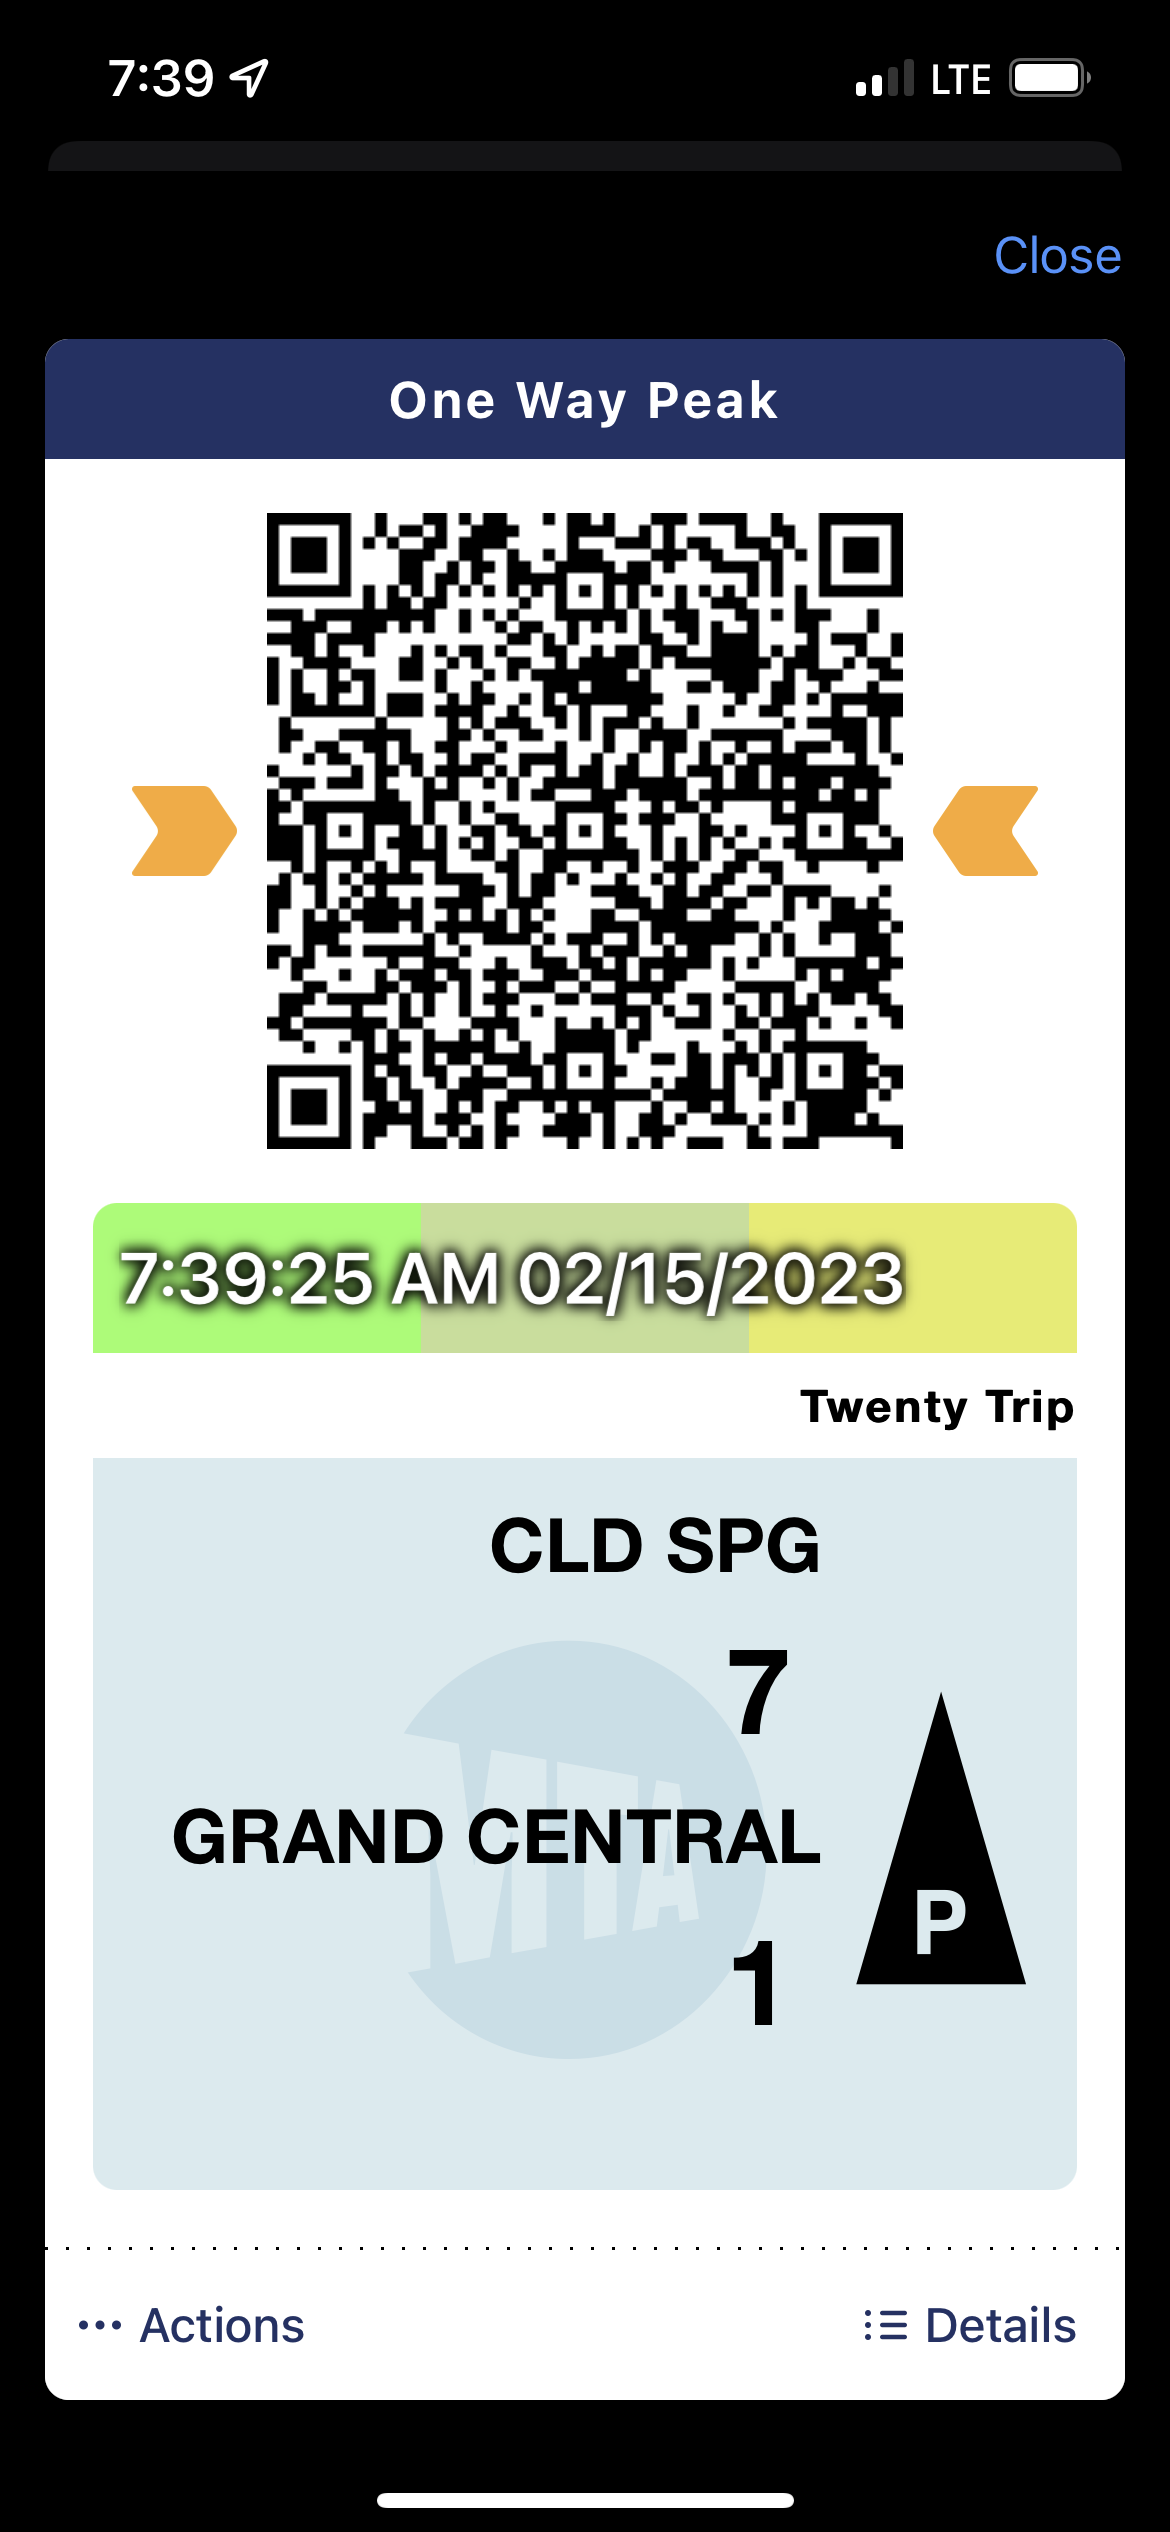 7:39
LTE
Close
One Way Peak
7:39:25 AM 02/15/2023
Twenty Trip
CLD SPG
7
MTA
GRAND CENTRAL
1
P
Actions
Details